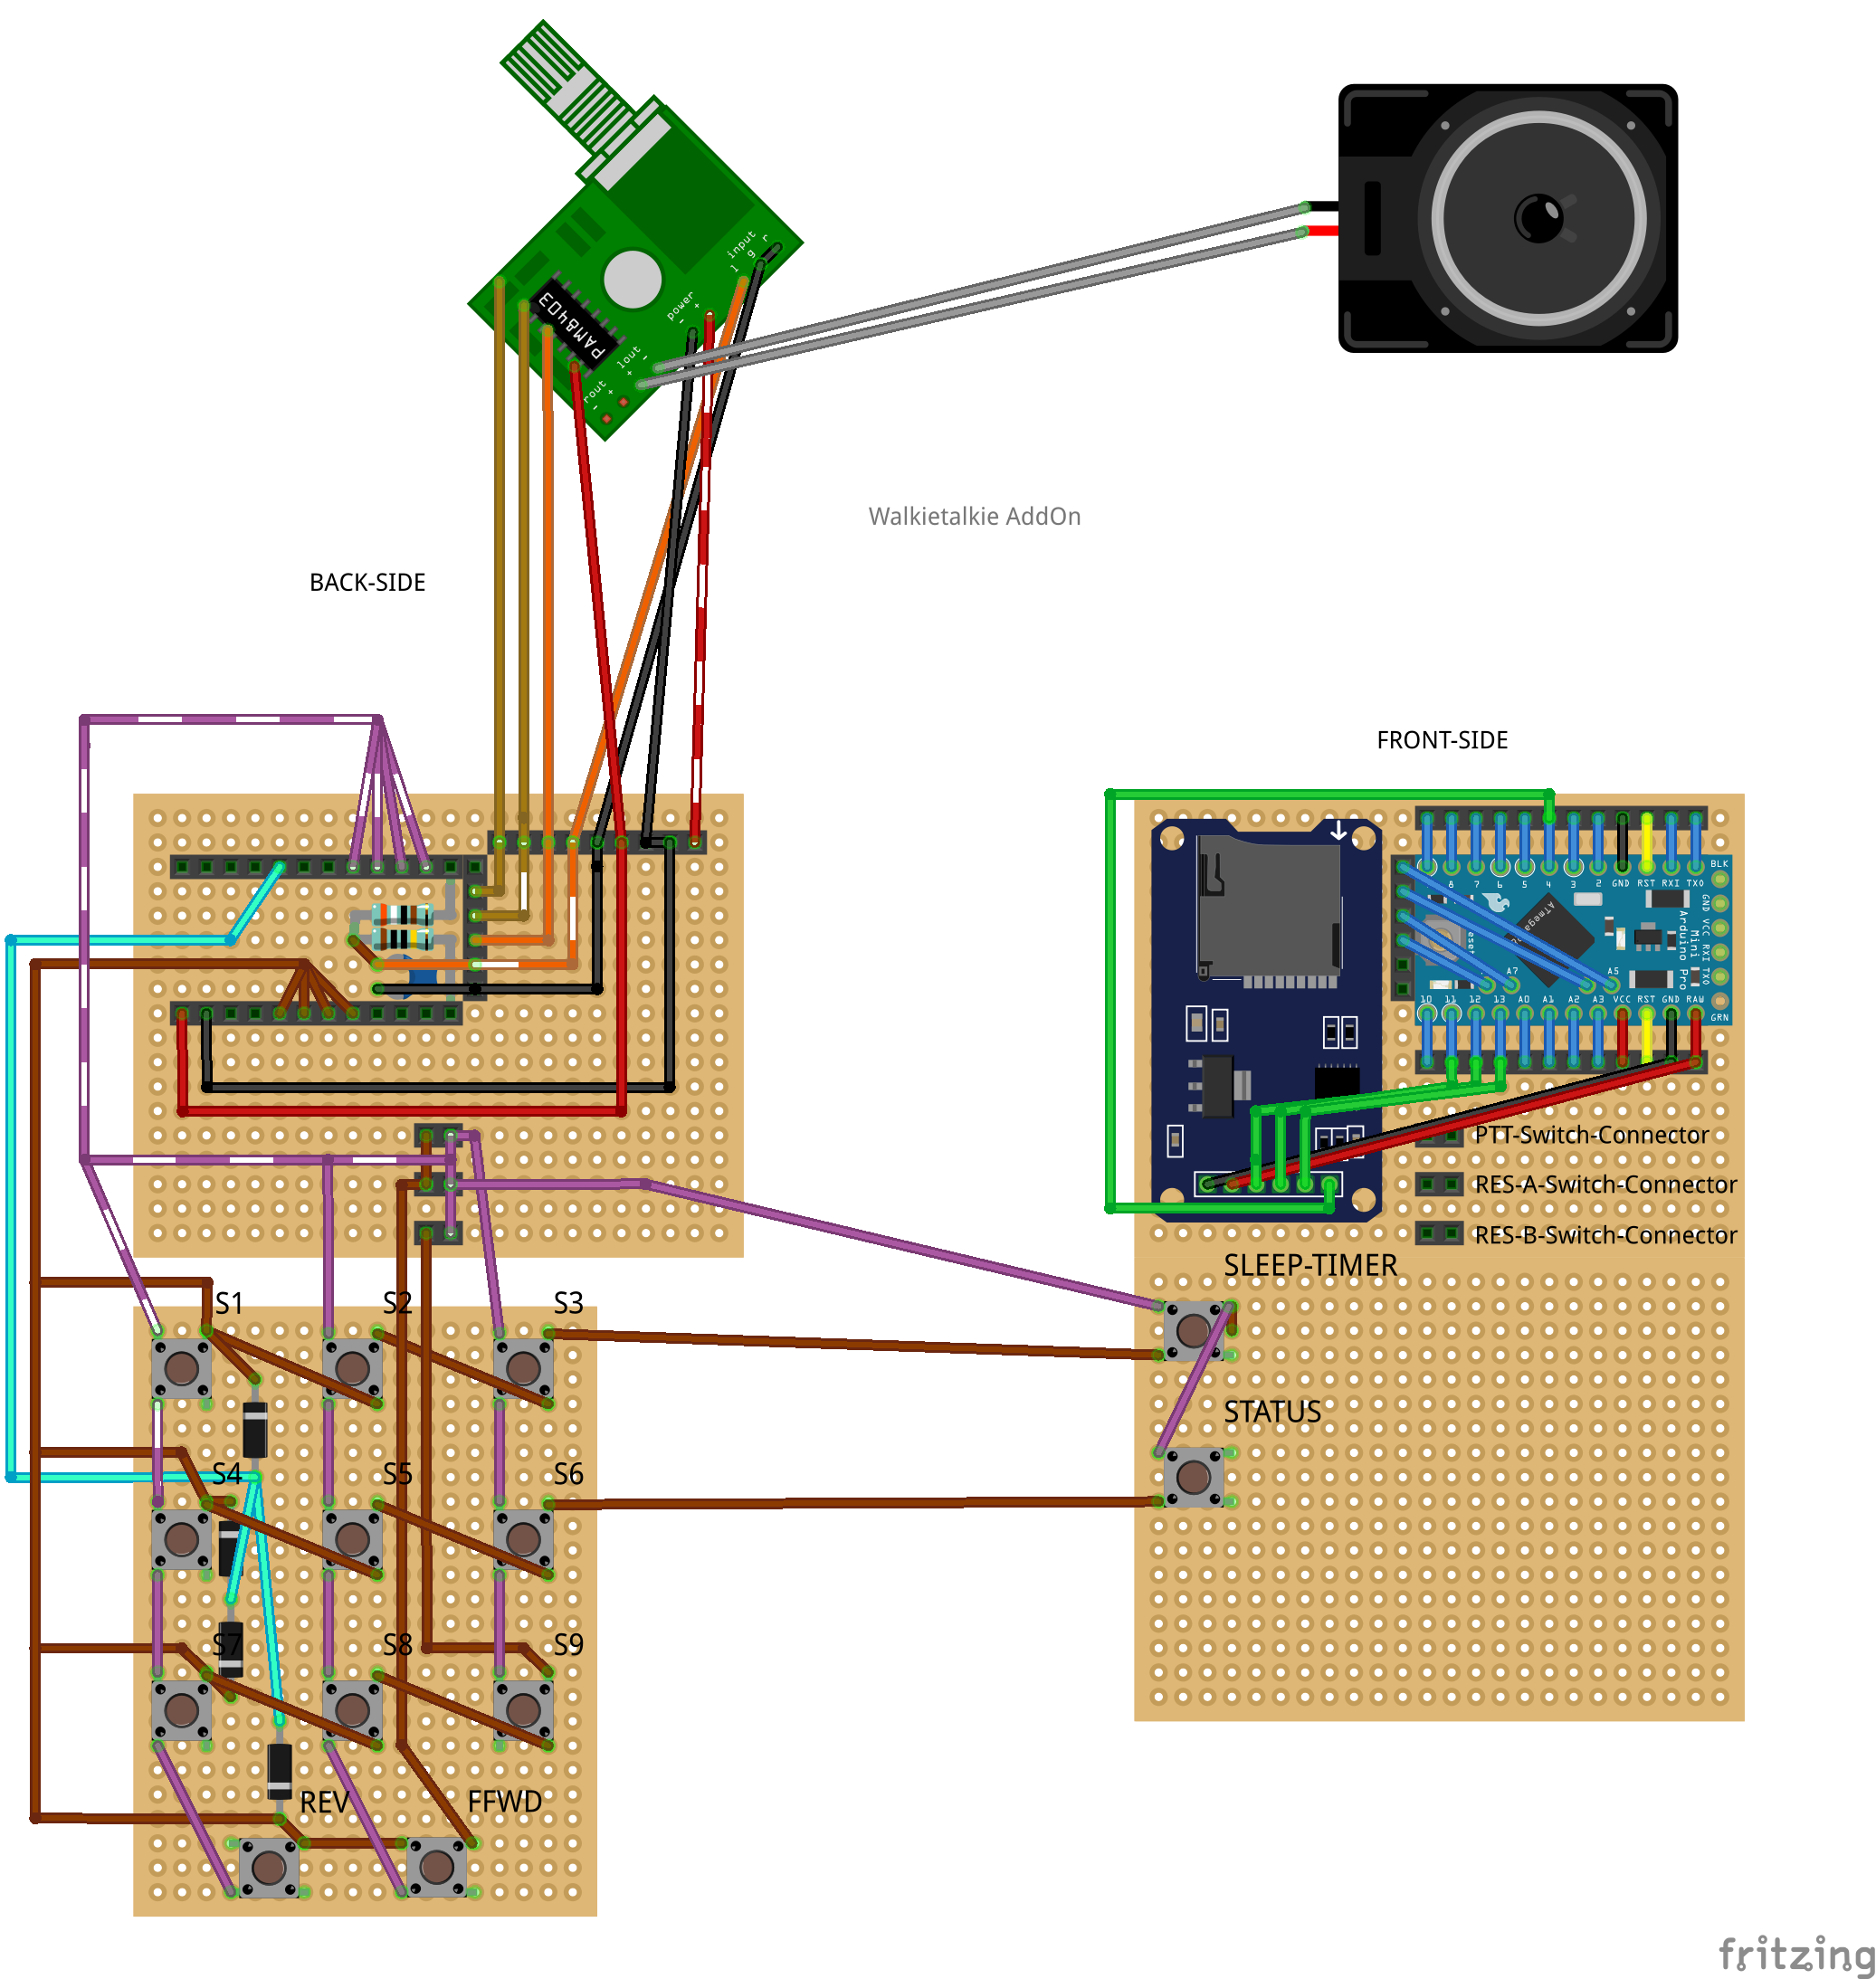 input
l g r
power
- +
lout
+ -
rout
- +
PAM8403
Walkietalkie AddOn
BACK-SIDE
FRONT-SIDE
BLK
8 7 6 5 4 3 2 GND RST RXI TXO
GND VCC RXI TXO
Arduino Pro
Mini
ATmega
A7
A5
10 11 12 13 A0 A1 A2 A3 VCC RST GND RAW
GRN
PTT-Switch-Connector
RES-A-Switch-Connector
RES-B-Switch-Connector
SLEEP-TIMER
STATUS
S1 S2 S3
S4 S5 S6
S7 S8 S9
REV FFWD
fritzing